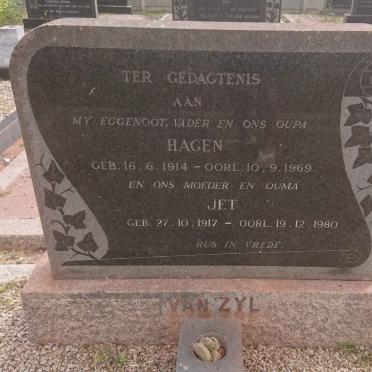 TER GEDAGTENIS
AAN
MY EGGENOOT, VADER EN ONS OUPA
HAGEN
GEB. 16. 6. 1914 – OORL. 10. 9. 1969.
EN ONS MOEDER EN OUMA
JET
GEB. 27. 10. 1917 – OORL. 19. 12. 1980
RUS IN VREDE.
VAN ZYL